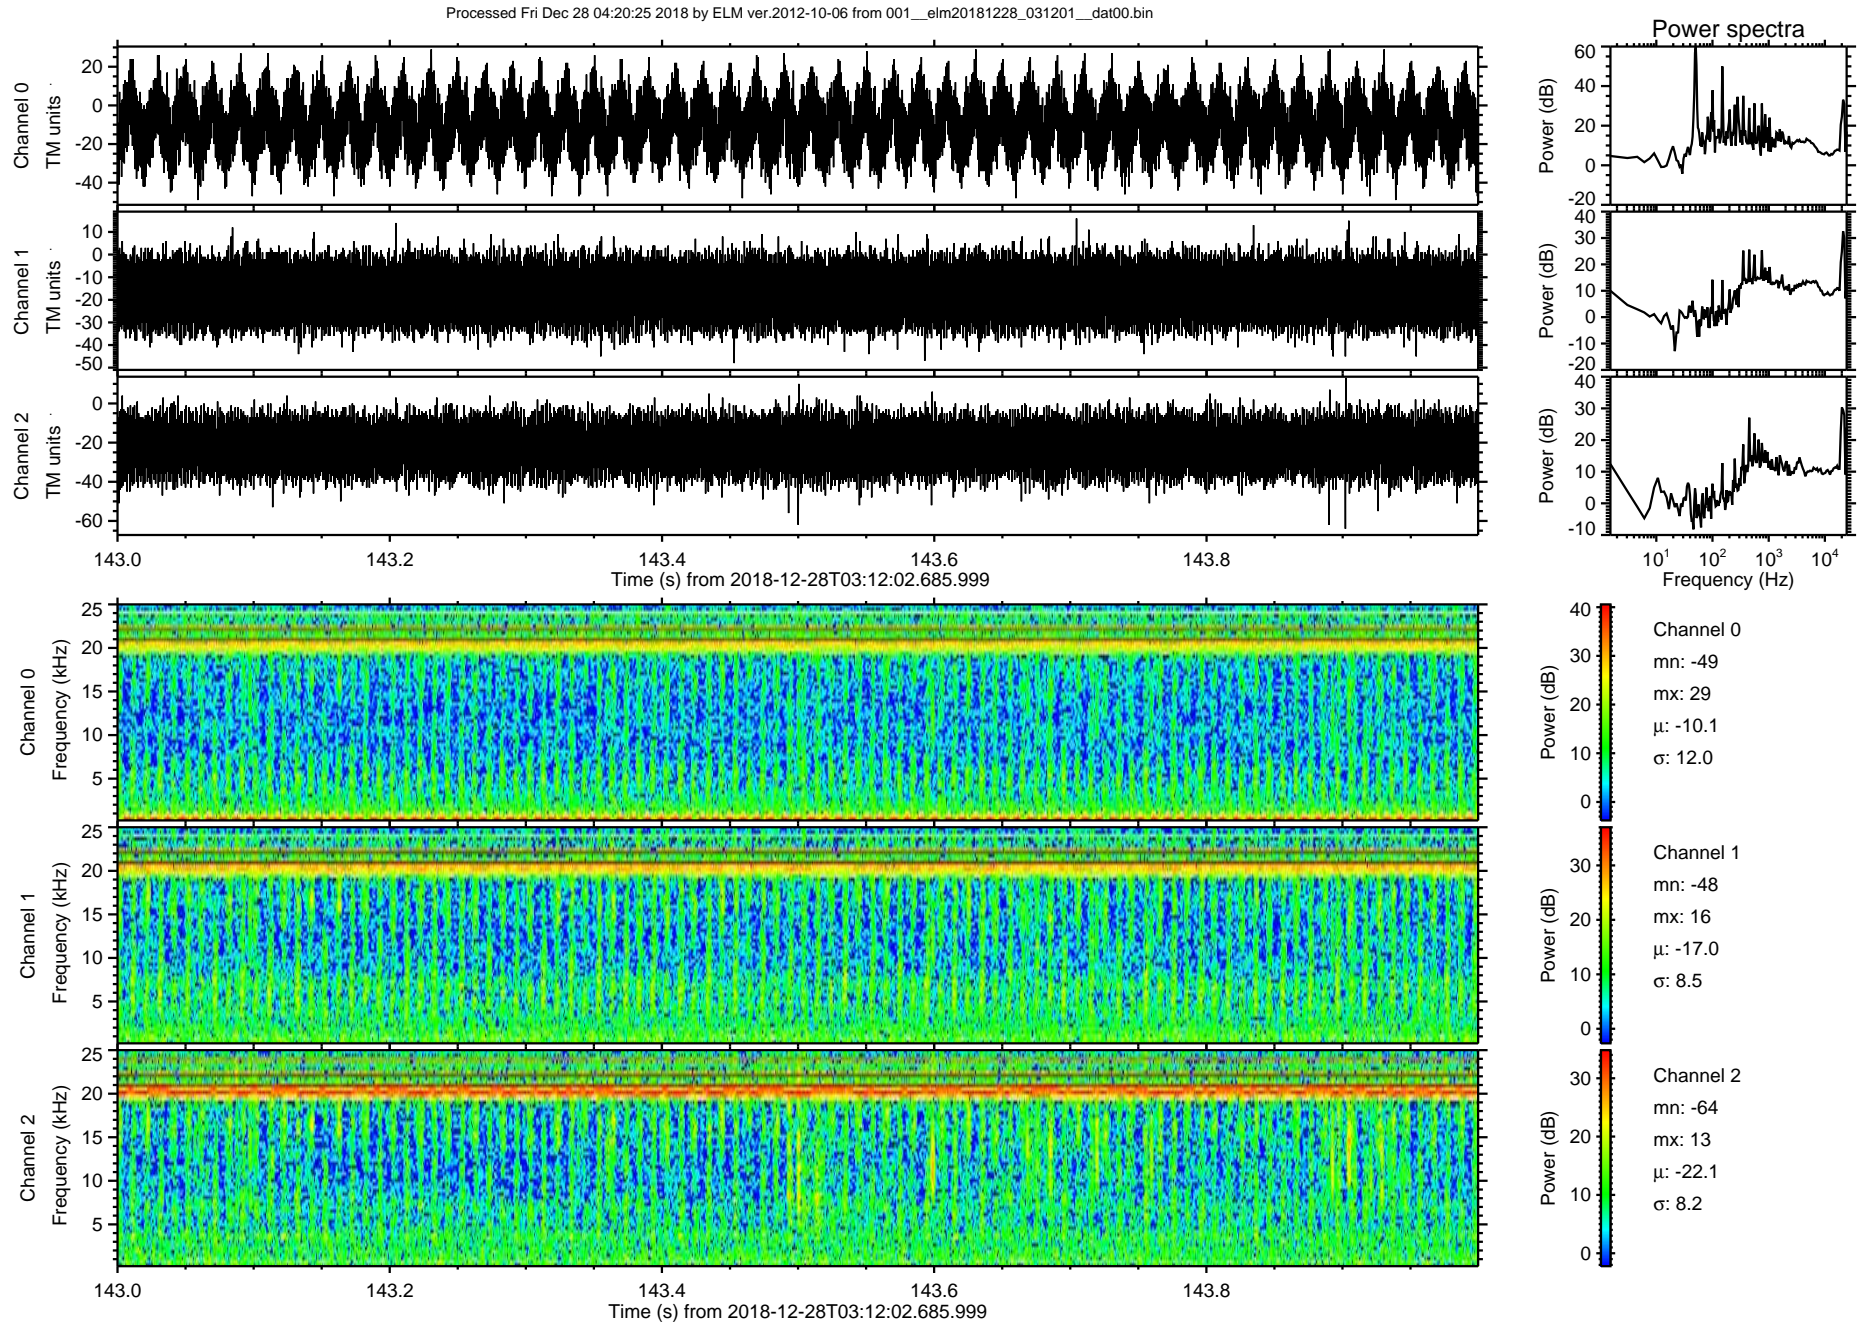 Processed Fri Dec 28 04:20:25 2018 by ELM ver.2012-10-06 from 001__elm20181228_031201__dat00.bin
Power spectra
Channel 0
TM units
20
0
-20
-40
Power (dB)
60
40
20
0
-20
Channel 1
TM units
10
0
-10
-20
-30
-40
-50
Power (dB)
40
30
20
10
0
-10
-20
Channel 2
TM units
0
-20
-40
-60
Power (dB)
40
30
20
10
0
-10
143.0 143.2 143.4 143.6 143.8
Time (s) from 2018-12-28T03:12:02.685.999
10^1 10^2 10^3 10^4
Frequency (Hz)
Channel 0
Frequency (kHz)
25
20
15
10
5
Power (dB)
40
30
20
10
0
Channel 0
mn: -49
mx: 29
μ: -10.1
σ: 12.0
Channel 1
Frequency (kHz)
25
20
15
10
5
Power (dB)
30
20
10
0
Channel 1
mn: -48
mx: 16
μ: -17.0
σ: 8.5
Channel 2
Frequency (kHz)
25
20
15
10
5
Power (dB)
30
20
10
0
Channel 2
mn: -64
mx: 13
μ: -22.1
σ: 8.2
143.0 143.2 143.4 143.6 143.8
Time (s) from 2018-12-28T03:12:02.685.999